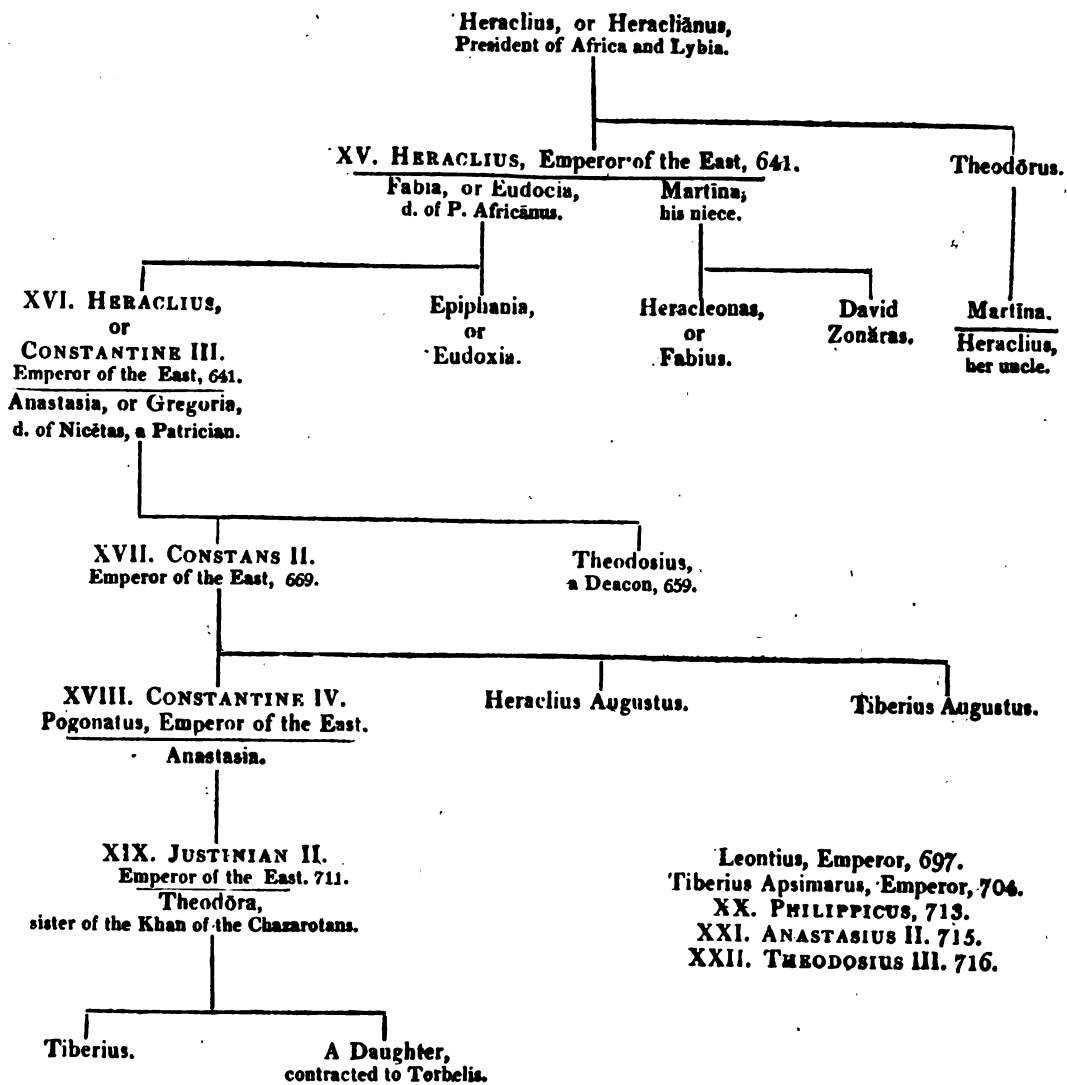 Heraclius, or Heracliānus,
President of Africa and Lybia.
XV. HERACLIUS, Emperor of the East, 641.
Theodōrus.
Fabia, or Eudocia,
d. of P. Africānus.
Martīna,
his niece.
XVI. HERACLIUS,
or
CONSTANTINE III.
Emperor of the East, 641.
Anastasia, or Gregoria,
d. of Nicētas, a Patrician.
Epiphania,
or
Eudoxia.
Heracleonas,
or
Fabius.
David
Zonăras.
Martīna.
Heraclius,
her uncle.
XVII. CONSTANS II.
Emperor of the East, 669.
Theodosius,
a Deacon, 659.
XVIII. CONSTANTINE IV.
Pogonatus, Emperor of the East.
Anastasia.
Heraclius Augustus.
Tiberius Augustus.
XIX. JUSTINIAN II.
Emperor of the East. 711.
Theodōra,
sister of the Khan of the Chazarotans.
Leontius, Emperor, 697.
Tiberius Apsimarus, Emperor, 704.
XX. PHILIPPICUS, 713.
XXI. ANASTASIUS II. 715.
XXII. THEODOSIUS III. 716.
Tiberius.
A Daughter,
contracted to Terbelis.